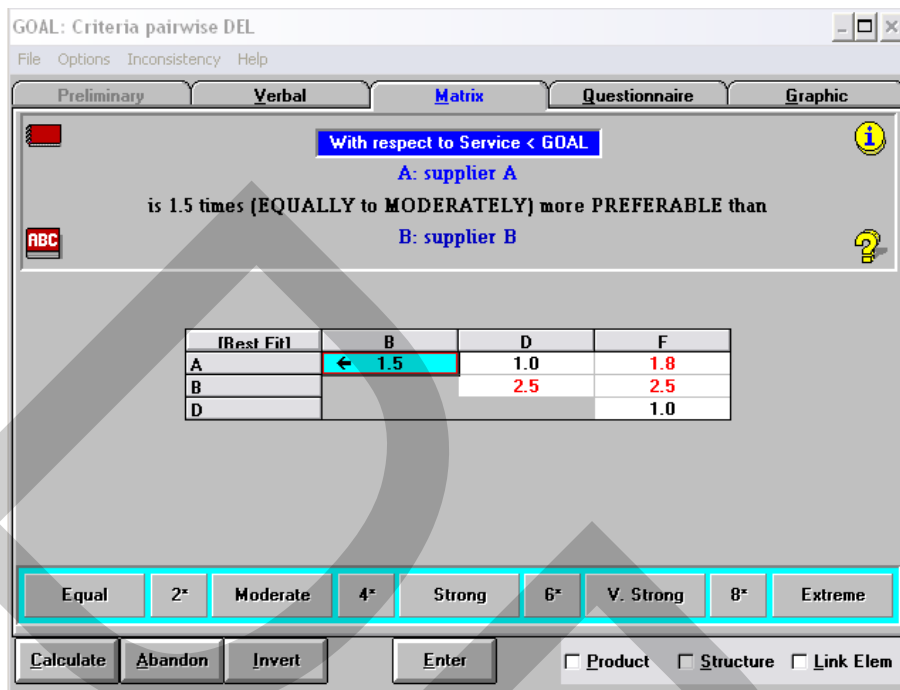 GOAL: Criteria pairwise DEL
File Options Inconsistency Help
Preliminary Verbal Matrix Questionnaire Graphic
With respect to Service < GOAL
A: supplier A
is 1.5 times (EQUALLY to MODERATELY) more PREFERABLE than
ABC
B: supplier B
[Best Fit] B D F
A ← 1.5 1.0 1.8
B 2.5 2.5
D 1.0
Equal 2* Moderate 4* Strong 6* V. Strong 8* Extreme
Calculate Abandon Invert Enter Product Structure Link Elem